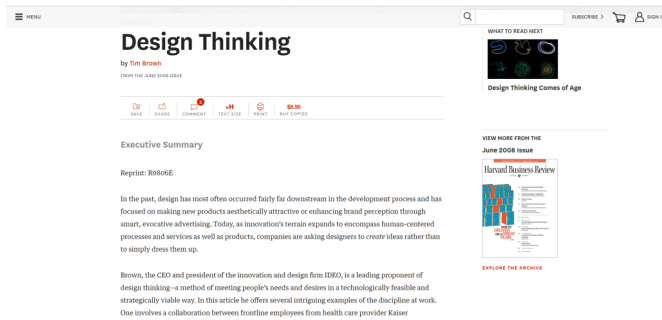 MENU
SUBSCRIBE >
SIGN I
Design Thinking
by Tim Brown
FROM THE JUNE 2008 ISSUE
SAVE
SHARE
2
COMMENT
TEXT SIZE
PRINT
$8.95
BUY COPIES
Executive Summary
Reprint: R0806E
In the past, design has most often occurred fairly far downstream in the development process and has
focused on making new products aesthetically attractive or enhancing brand perception through
smart, evocative advertising. Today, as innovation's terrain expands to encompass human-centered
processes and services as well as products, companies are asking designers to create ideas rather than
to simply dress them up.
Brown, the CEO and president of the innovation and design firm IDEO, is a leading proponent of
design thinking—a method of meeting people's needs and desires in a technologically feasible and
strategically viable way. In this article he offers several intriguing examples of the discipline at work.
One involves a collaboration between frontline employees from health care provider Kaiser
WHAT TO READ NEXT
Design Thinking Comes of Age
VIEW MORE FROM THE
June 2008 Issue
Harvard Business Review
EXPLORE THE ARCHIVE